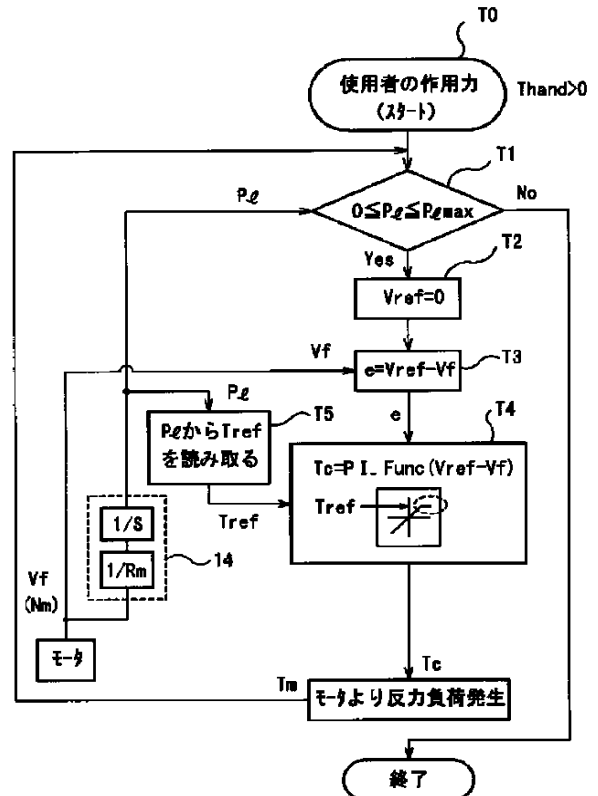 T0
使用者の作用力
(ｽﾀｰﾄ)
Thand>0
T1
Pℓ
0≦Pℓ≦Pℓmax
No
Yes
T2
Vref=0
Vf
e=Vref-Vf
T3
Pℓ
T5
e
T4
PℓからTref
を読み取る
Tc=PI_Func(Vref-Vf)
Tref
Tref
1/S
14
1/Rm
Vf
(Nm)
ﾓｰﾀ
Tc
Tm
ﾓｰﾀより反力負荷発生
終了